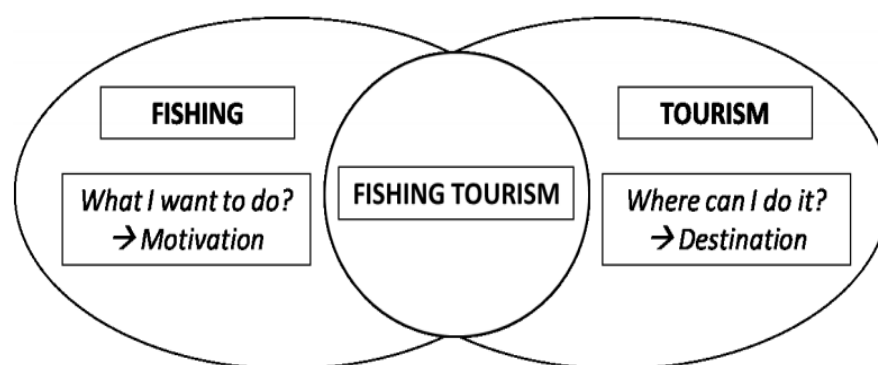 FISHING
What I want to do?
→ Motivation
FISHING TOURISM
TOURISM
Where can I do it?
→ Destination